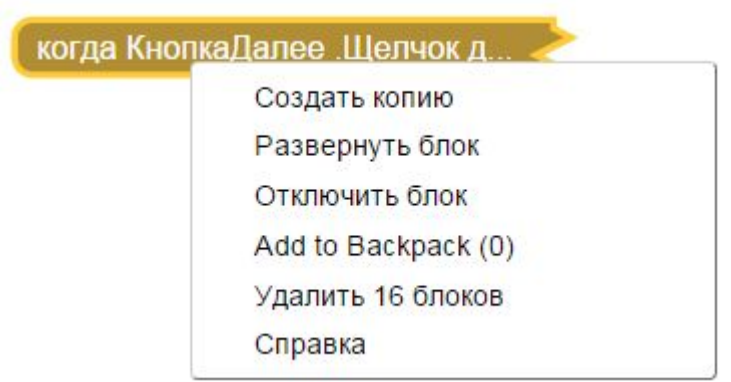 когда КнопкаДалее .Щелчок д...
Создать копию
Развернуть блок
Отключить блок
Add to Backpack (0)
Удалить 16 блоков
Справка